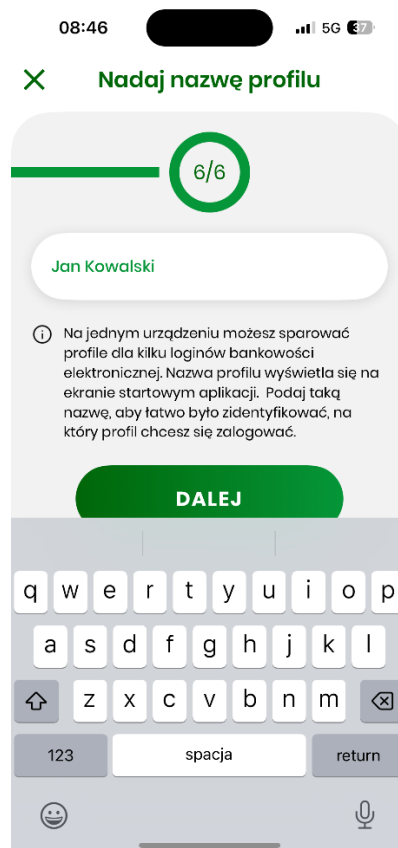 08:46 5G 37
Nadaj nazwę profilu
6/6
Jan Kowalski
Na jednym urządzeniu możesz sparować
profile dla kilku loginów bankowości
elektronicznej. Nazwa profilu wyświetla się na
ekranie startowym aplikacji. Podaj taką
nazwę, aby łatwo było zidentyfikować, na
który profil chcesz się zalogować.
DALEJ
q w e r t y u i o p
a s d f g h j k l
z x c v b n m
123 spacja return